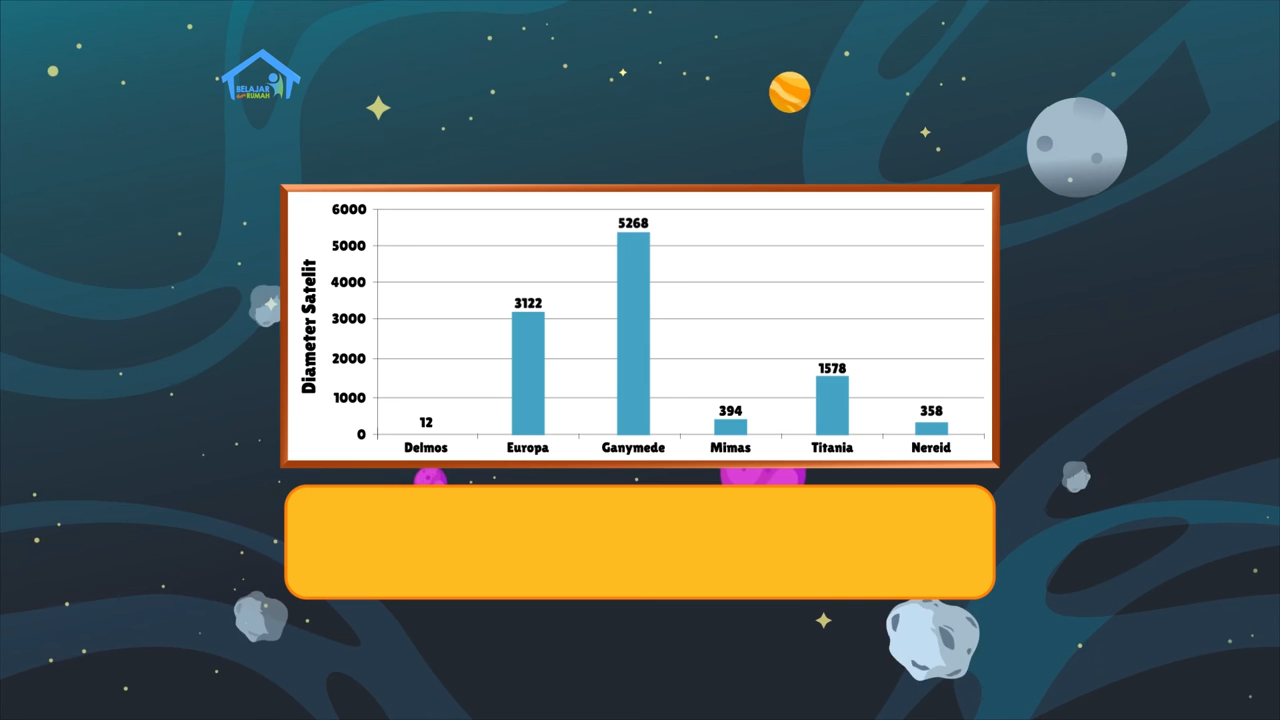 BELAJAR
dari RUMAH
Diameter Satelit
6000
5000
4000
3000
2000
1000
0
12
3122
5268
394
1578
358
Delmos
Europa
Ganymede
Mimas
Titania
Nereid